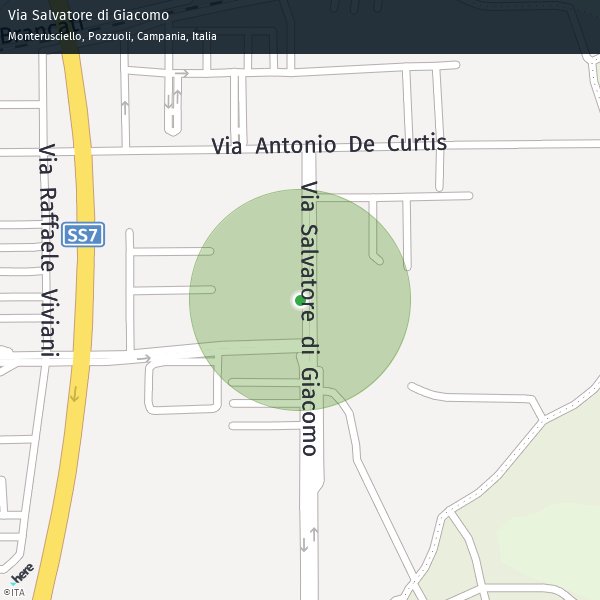 Via Salvatore di Giacomo
Monterusciello, Pozzuoli, Campania, Italia
Brancati
Via Antonio De Curtis
Via Raffaele Viviani
Via Salvatore di Giacomo
SS7
here
©ITA